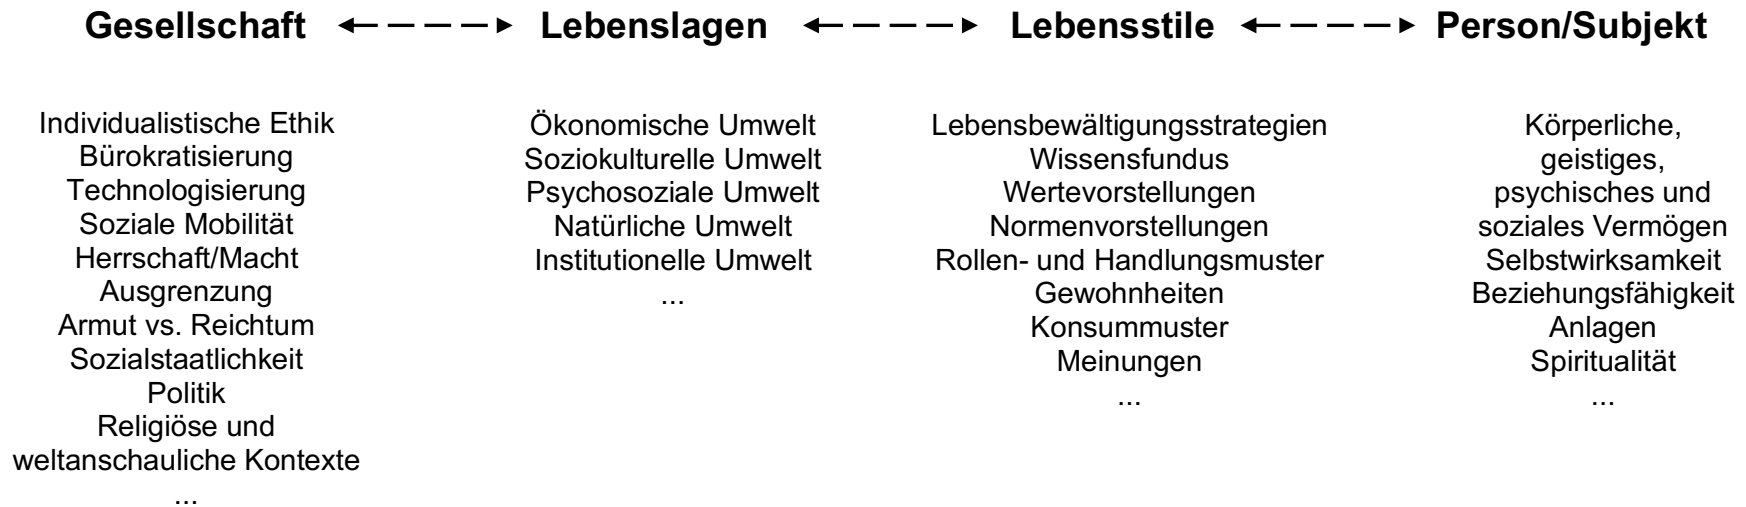 Gesellschaft Lebenslagen Lebensstile Person/Subjekt
Individualistische Ethik
Bürokratisierung
Technologisierung
Soziale Mobilität
Herrschaft/Macht
Ausgrenzung
Armut vs. Reichtum
Sozialstaatlichkeit
Politik
Religiöse und
weltanschauliche Kontexte
...
Ökonomische Umwelt
Soziokulturelle Umwelt
Psychosoziale Umwelt
Natürliche Umwelt
Institutionelle Umwelt
...
Lebensbewältigungsstrategien
Wissensfundus
Wertevorstellungen
Normenvorstellungen
Rollen- und Handlungsmuster
Gewohnheiten
Konsummuster
Meinungen
...
Körperliche,
geistiges,
psychisches und
soziales Vermögen
Selbstwirksamkeit
Beziehungsfähigkeit
Anlagen
Spiritualität
...